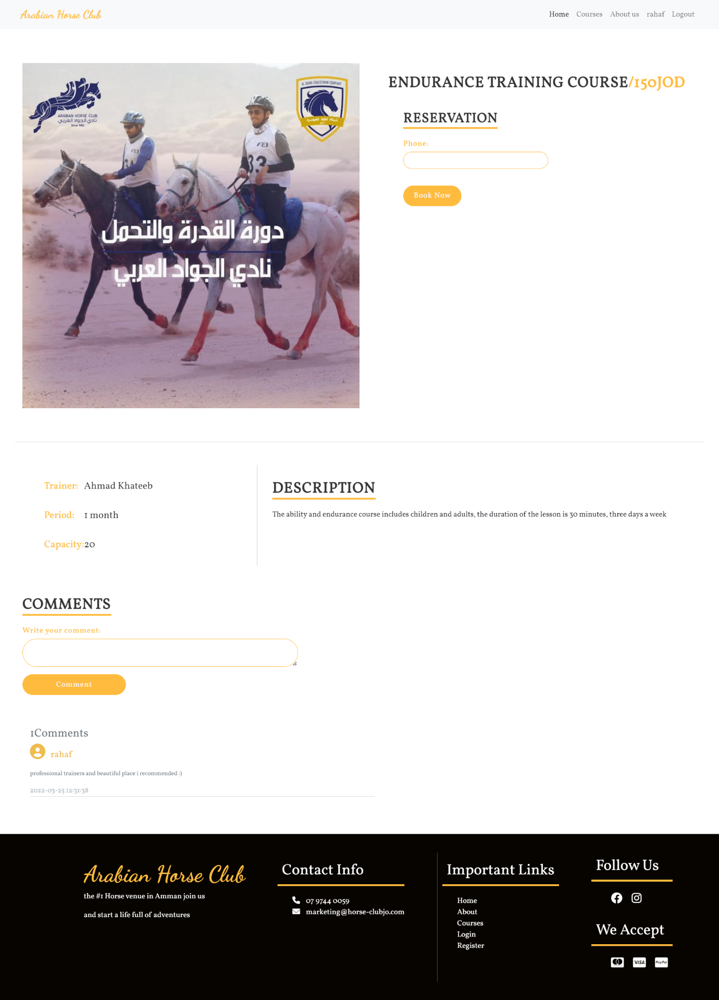 Arabian Horse Club
Home Courses About us rahaf Logout
ARABIAN HORSE CLUB
نادي الجواد العربي
Since 1982
AL QUWA EQUESTRIAN COMPANY
شركة القوة للفروسية
FEI
FEI
33
دورة القدرة والتحمل
نادي الجواد العربي
ENDURANCE TRAINING COURSE/150JOD
RESERVATION
Phone:
Book Now
Trainer: Ahmad Khateeb
Period: 1 month
Capacity:20
DESCRIPTION
The ability and endurance course includes children and adults, the duration of the lesson is 30 minutes, three days a week
COMMENTS
Write your comment:
Comment
1Comments
rahaf
professional trainers and beautiful place i recommended :)
2022-03-25 12:31:38
Arabian Horse Club
the #1 Horse venue in Amman join us
and start a life full of adventures
Contact Info
07 9744 0059
marketing@horse-clubjo.com
Important Links
Home
About
Courses
Login
Register
Follow Us
We Accept
VISA
PayPal